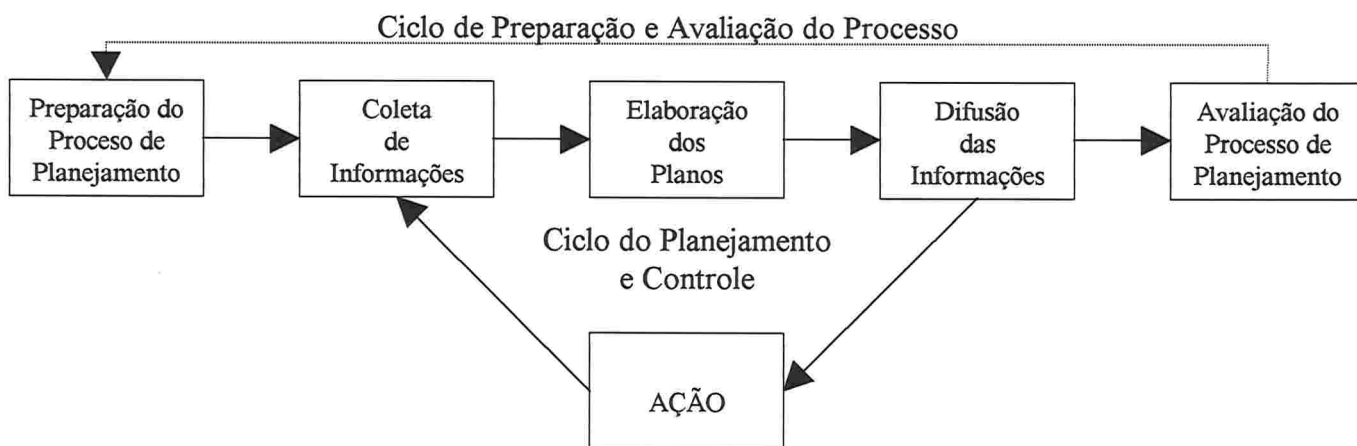 Ciclo de Preparação e Avaliação do Processo
Preparação do
Proceso de
Planejamento
Coleta
de
Informações
Elaboração
dos
Planos
Difusão
das
Informações
Avaliação do
Processo de
Planejamento
Ciclo do Planejamento
e Controle
AÇÃO